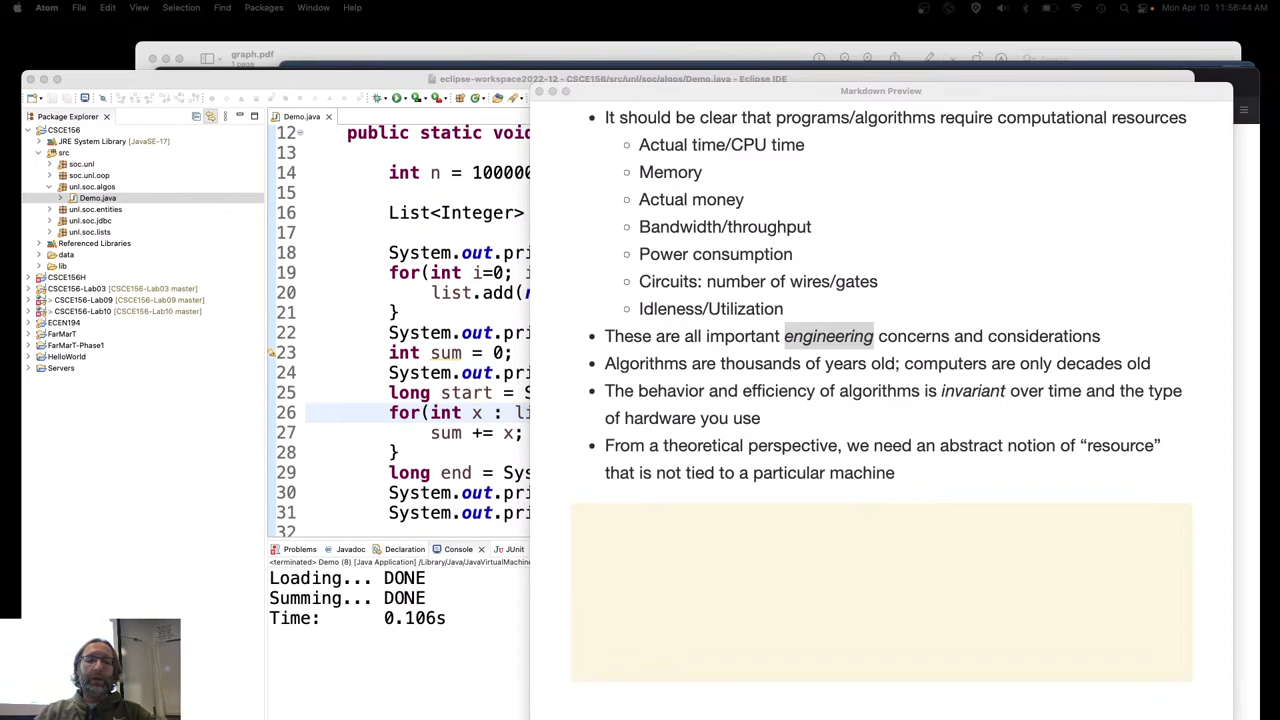 Atom File Edit View Selection Find Packages Window Help
Mon Apr 10 11:56:44 AM
graph.pdf
1 page
Search
eclipse-workspace2022-12 - CSCE156/src/unl/soc/algos/Demo.java - Eclipse IDE
Package Explorer
CSCE156
JRE System Library [JavaSE-17]
src
soc.unl
soc.unl.oop
unl.soc.algos
Demo.java
unl.soc.entities
unl.soc.jdbc
unl.soc.lists
Referenced Libraries
data
lib
CSCE156H
CSCE156-Lab03 [CSCE156-Lab03 master]
> CSCE156-Lab09 [CSCE156-Lab09 master]
> CSCE156-Lab10 [CSCE156-Lab10 master]
ECEN194
FarMarT
FarMarT-Phase1
HelloWorld
Servers
Demo.java
12 public static void
13
14 int n = 100000
15
16 List<Integer>
17
18 System.out.pri
19 for(int i=0; i
20 list.add(
21 }
22 System.out.pri
23 int sum = 0;
24 System.out.pri
25 long start = S
26 for(int x : li
27 sum += x;
28 }
29 long end = Sys
30 System.out.pri
31 System.out.pri
32
Problems Javadoc Declaration Console JUnit
<terminated> Demo (8) [Java Application] /Library/Java/JavaVirtualMachin
Loading... DONE
Summing... DONE
Time: 0.106s
Markdown Preview
• It should be clear that programs/algorithms require computational resources
◦ Actual time/CPU time
◦ Memory
◦ Actual money
◦ Bandwidth/throughput
◦ Power consumption
◦ Circuits: number of wires/gates
◦ Idleness/Utilization
• These are all important engineering concerns and considerations
• Algorithms are thousands of years old; computers are only decades old
• The behavior and efficiency of algorithms is invariant over time and the type
of hardware you use
• From a theoretical perspective, we need an abstract notion of “resource”
that is not tied to a particular machine